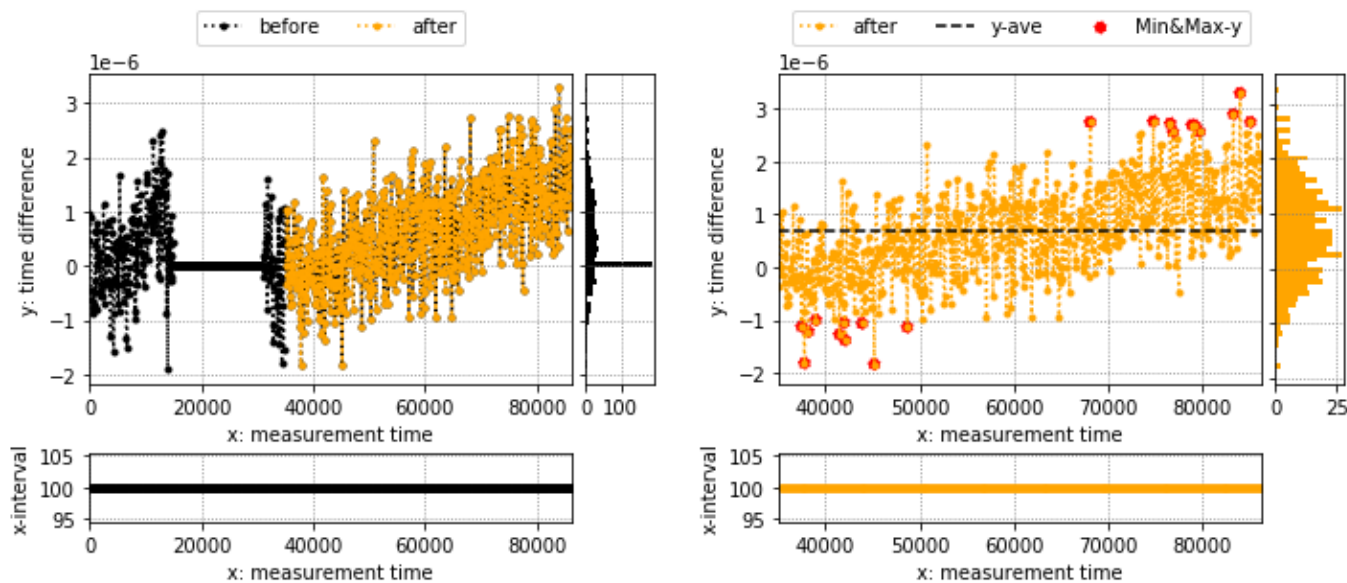 before after
after y-ave Min&Max-y
1e−6
3
2
1
0
−1
−2
y: time difference
0 20000 40000 60000 80000
x: measurement time
0 100
1e−6
3
2
1
0
−1
−2
y: time difference
40000 50000 60000 70000 80000
x: measurement time
0 25
105
100
95
x-interval
0 20000 40000 60000 80000
x: measurement time
105
100
95
x-interval
40000 50000 60000 70000 80000
x: measurement time